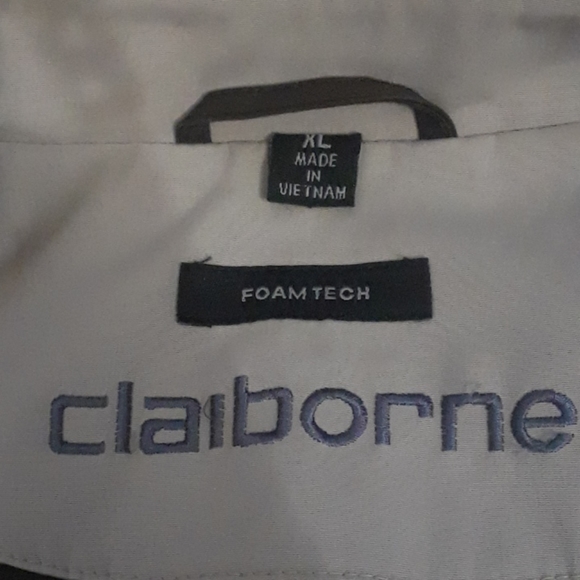 XL
MADE
IN
VIETNAM
FOAM TECH
claiborne